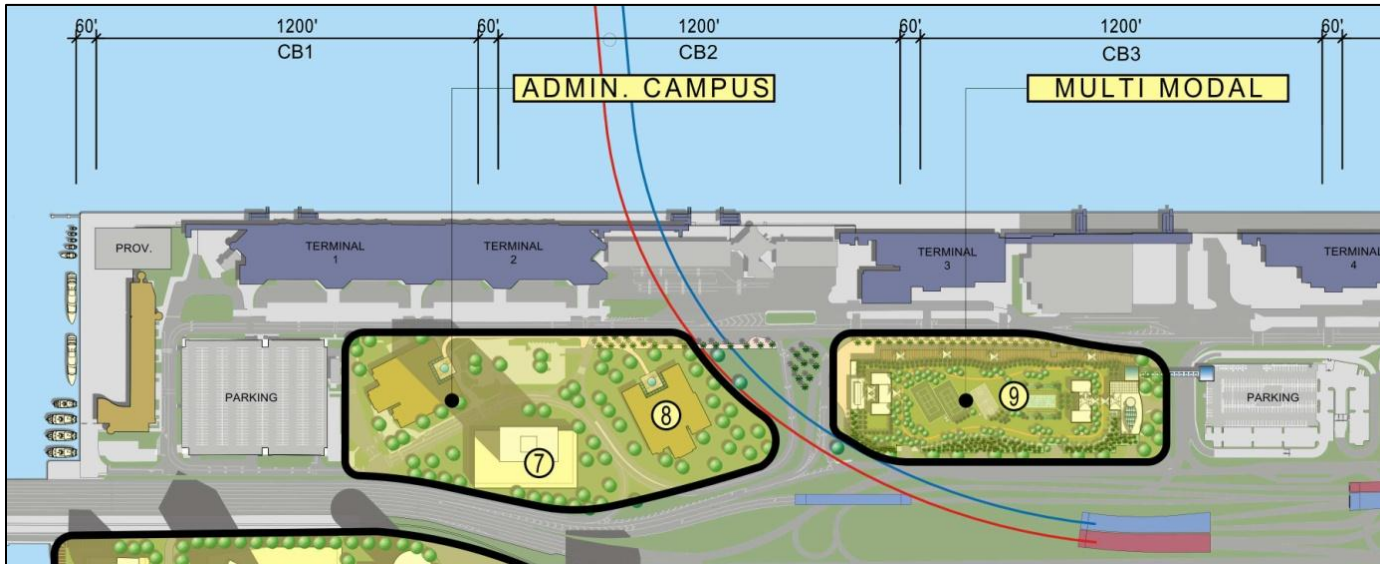 60'
1200'
60'
1200'
60'
1200'
60'
CB1
CB2
CB3
ADMIN. CAMPUS
MULTI MODAL
PROV.
TERMINAL
1
TERMINAL
2
TERMINAL
3
TERMINAL
4
PARKING
8
9
PARKING
7